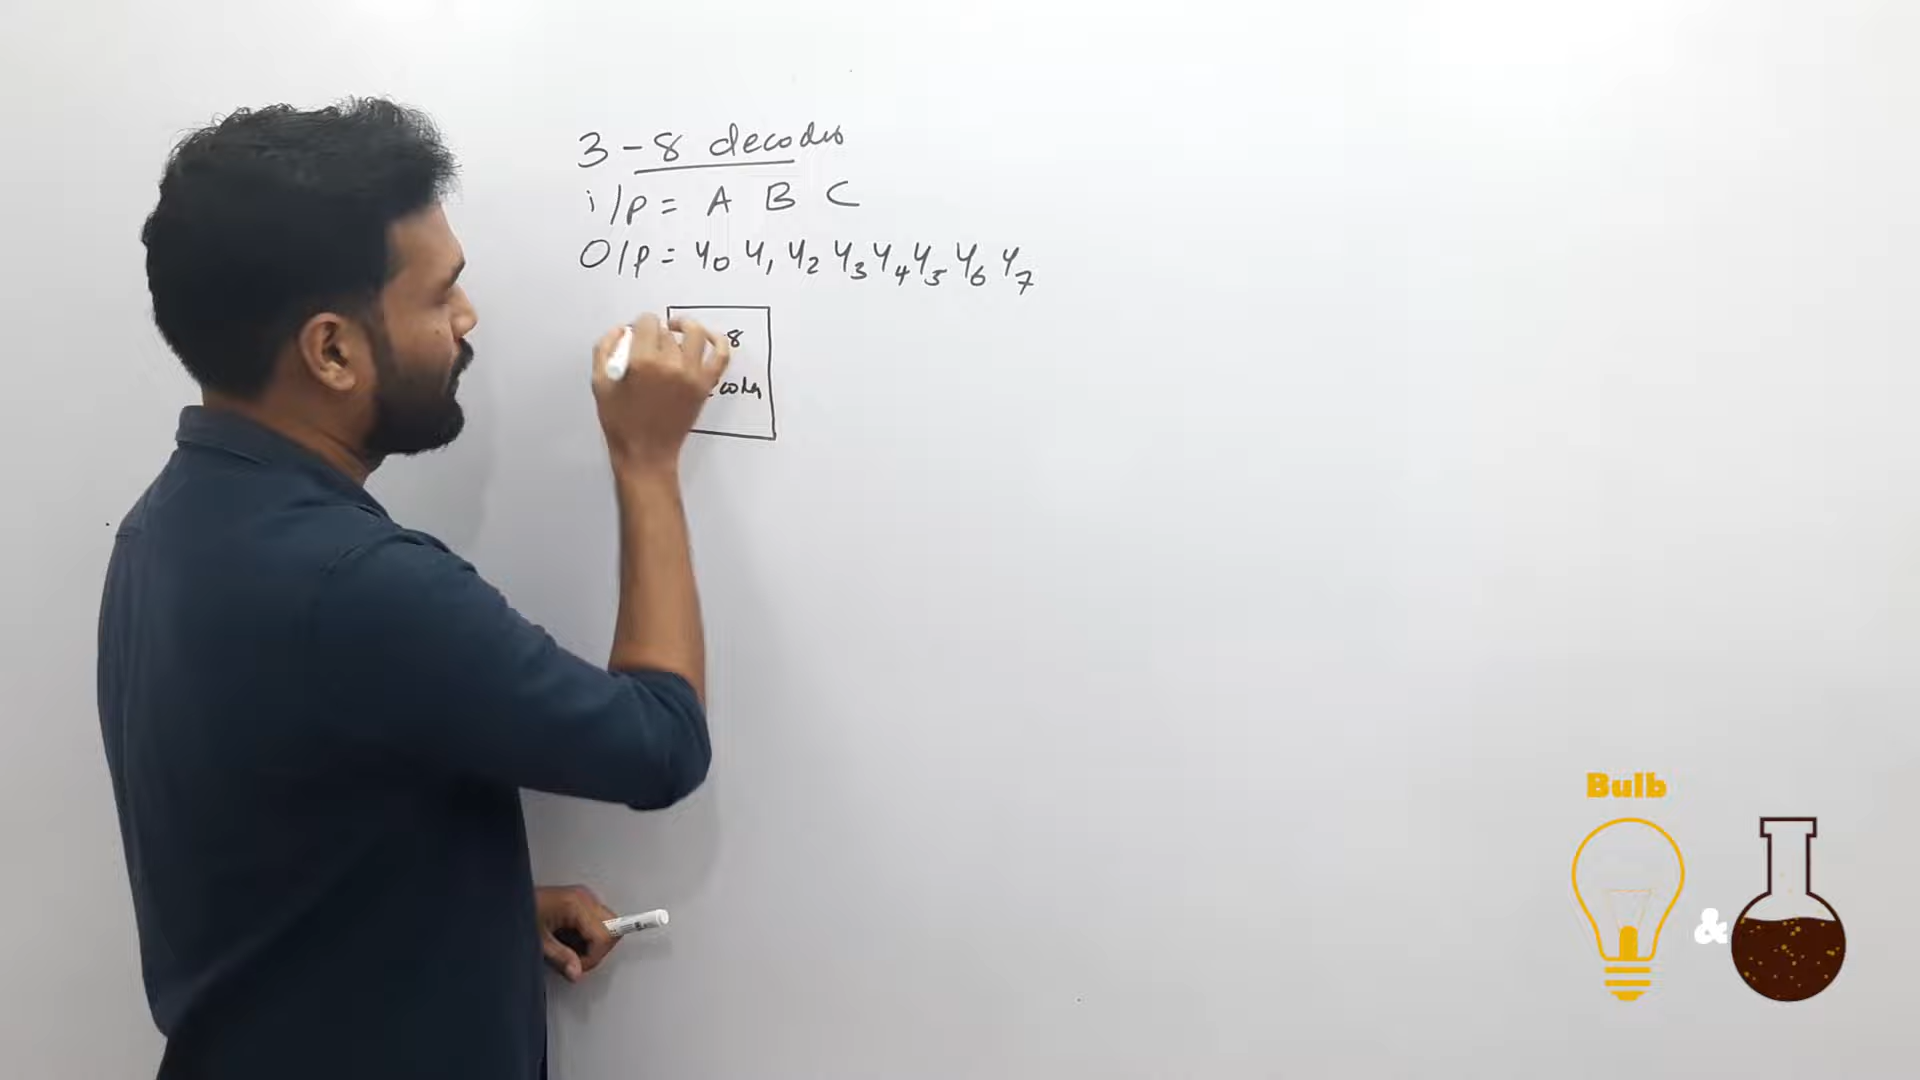 3-8 decoder
i/p = A B C
O/p = Y0 Y1 Y2 Y3 Y4 Y5 Y6 Y7
8
Bulb
&